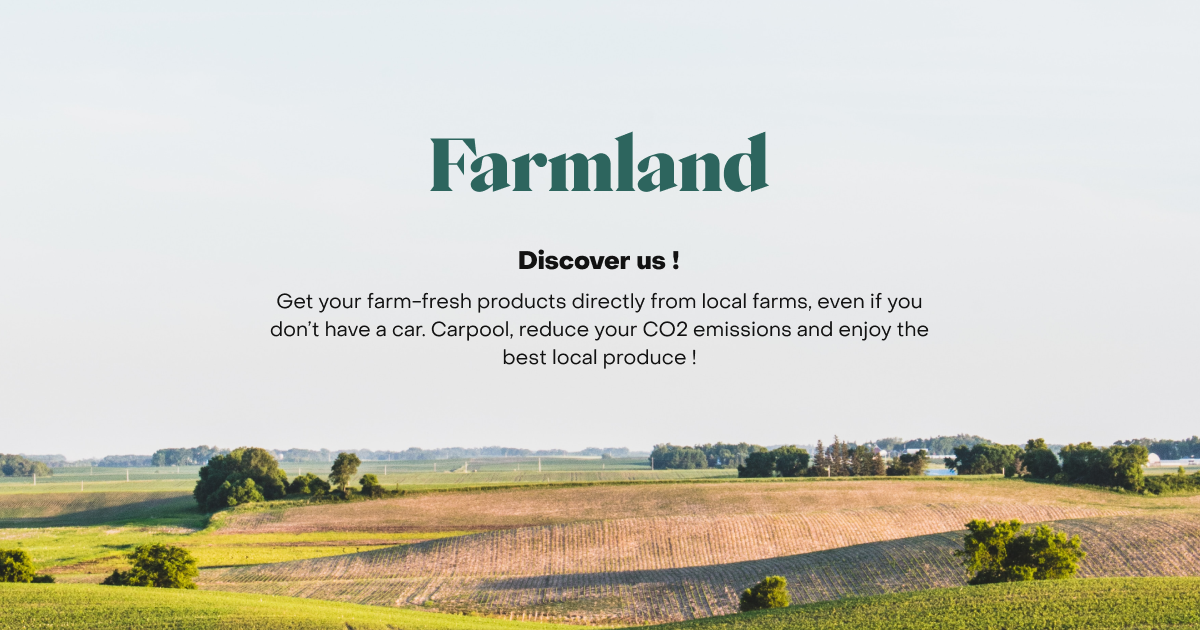 Farmland
Discover us !
Get your farm-fresh products directly from local farms, even if you
don’t have a car. Carpool, reduce your CO2 emissions and enjoy the
best local produce !